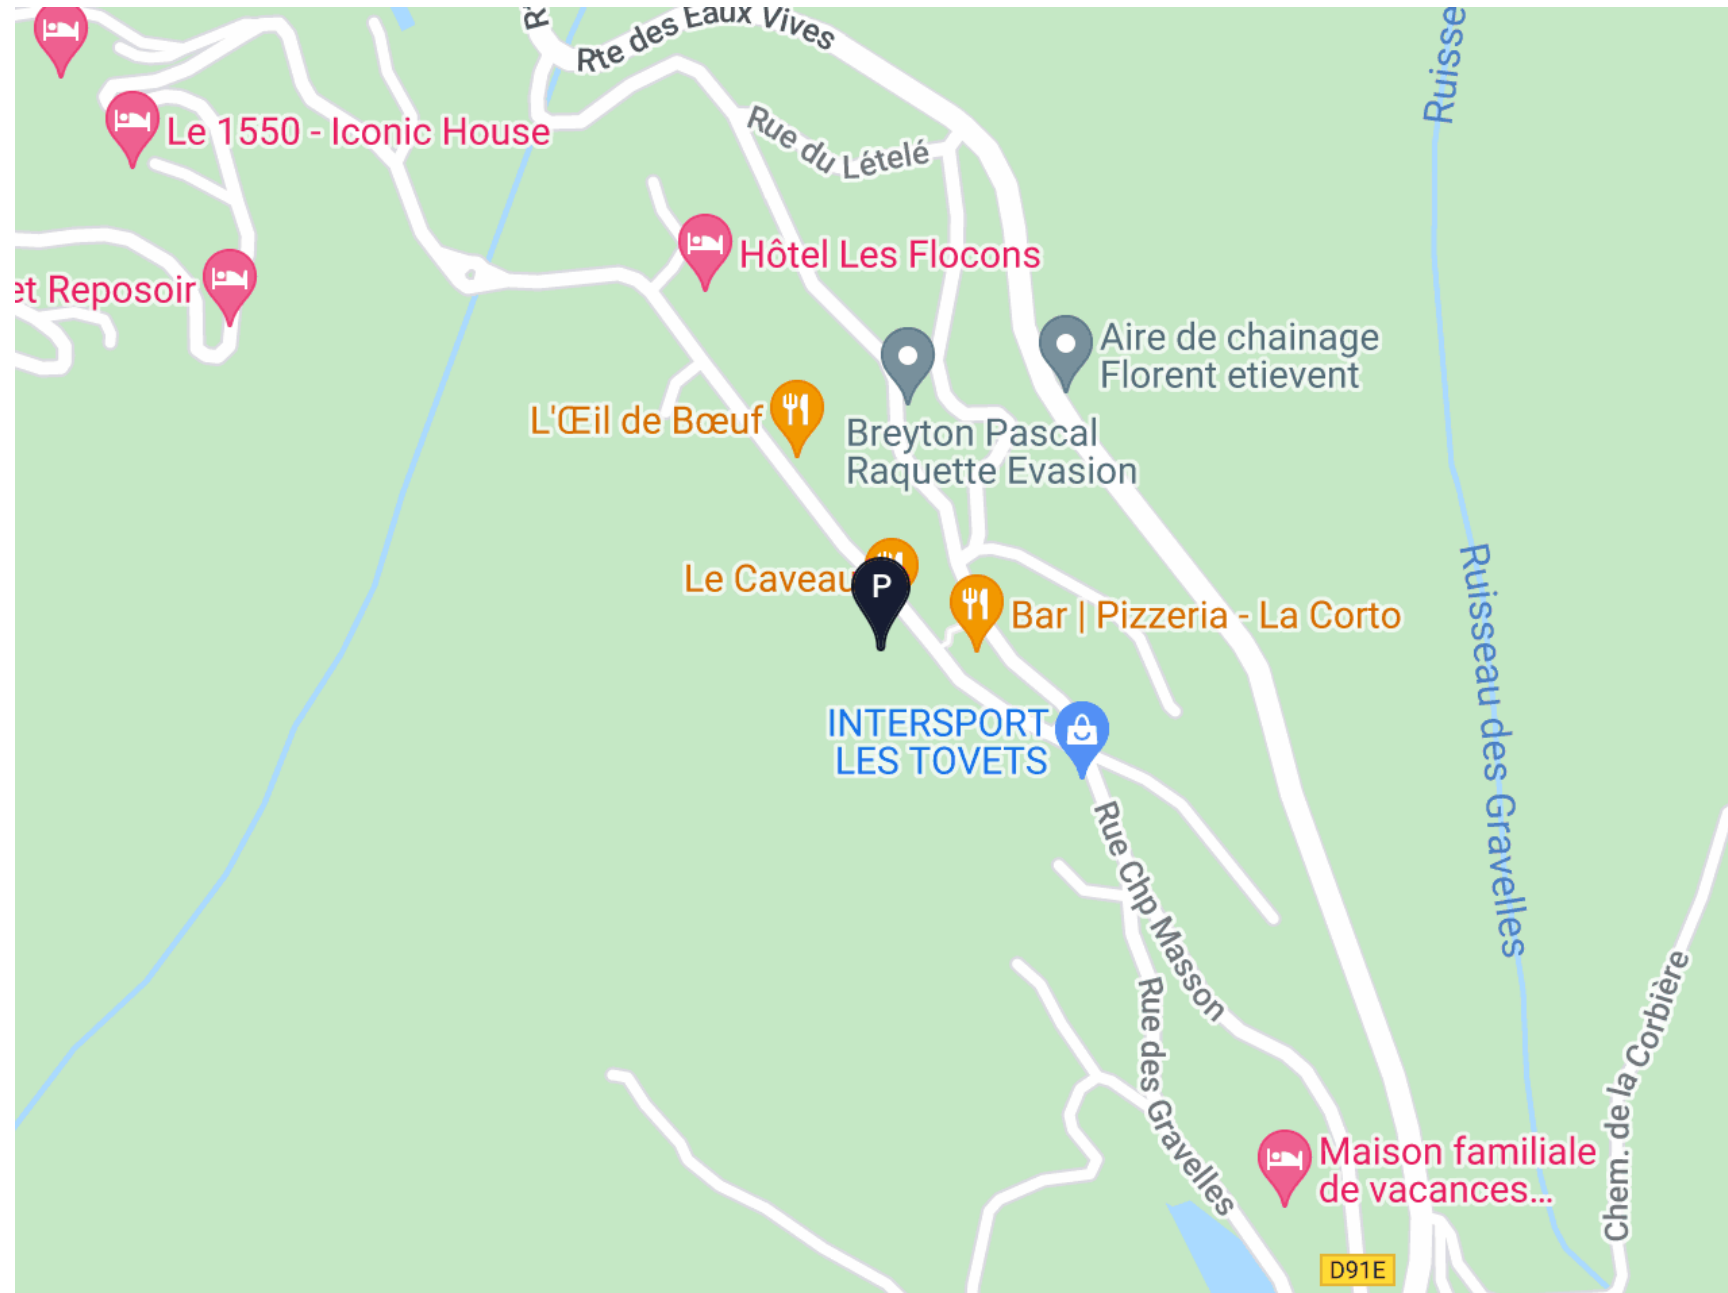 R
Rte des Eaux Vives
Ruisse
Le 1550 - Iconic House
Rue du Lételé
Hôtel Les Flocons
et Reposoir
Aire de chainage
Florent etievent
L'Œil de Bœuf
Breyton Pascal
Raquette Evasion
Le Caveau
P
Bar | Pizzeria - La Corto
Ruisseau des Gravelles
INTERSPORT
LES TOVETS
Rue Chp Masson
Rue des Gravelles
Chem. de la Corbière
Maison familiale
de vacances...
D91E